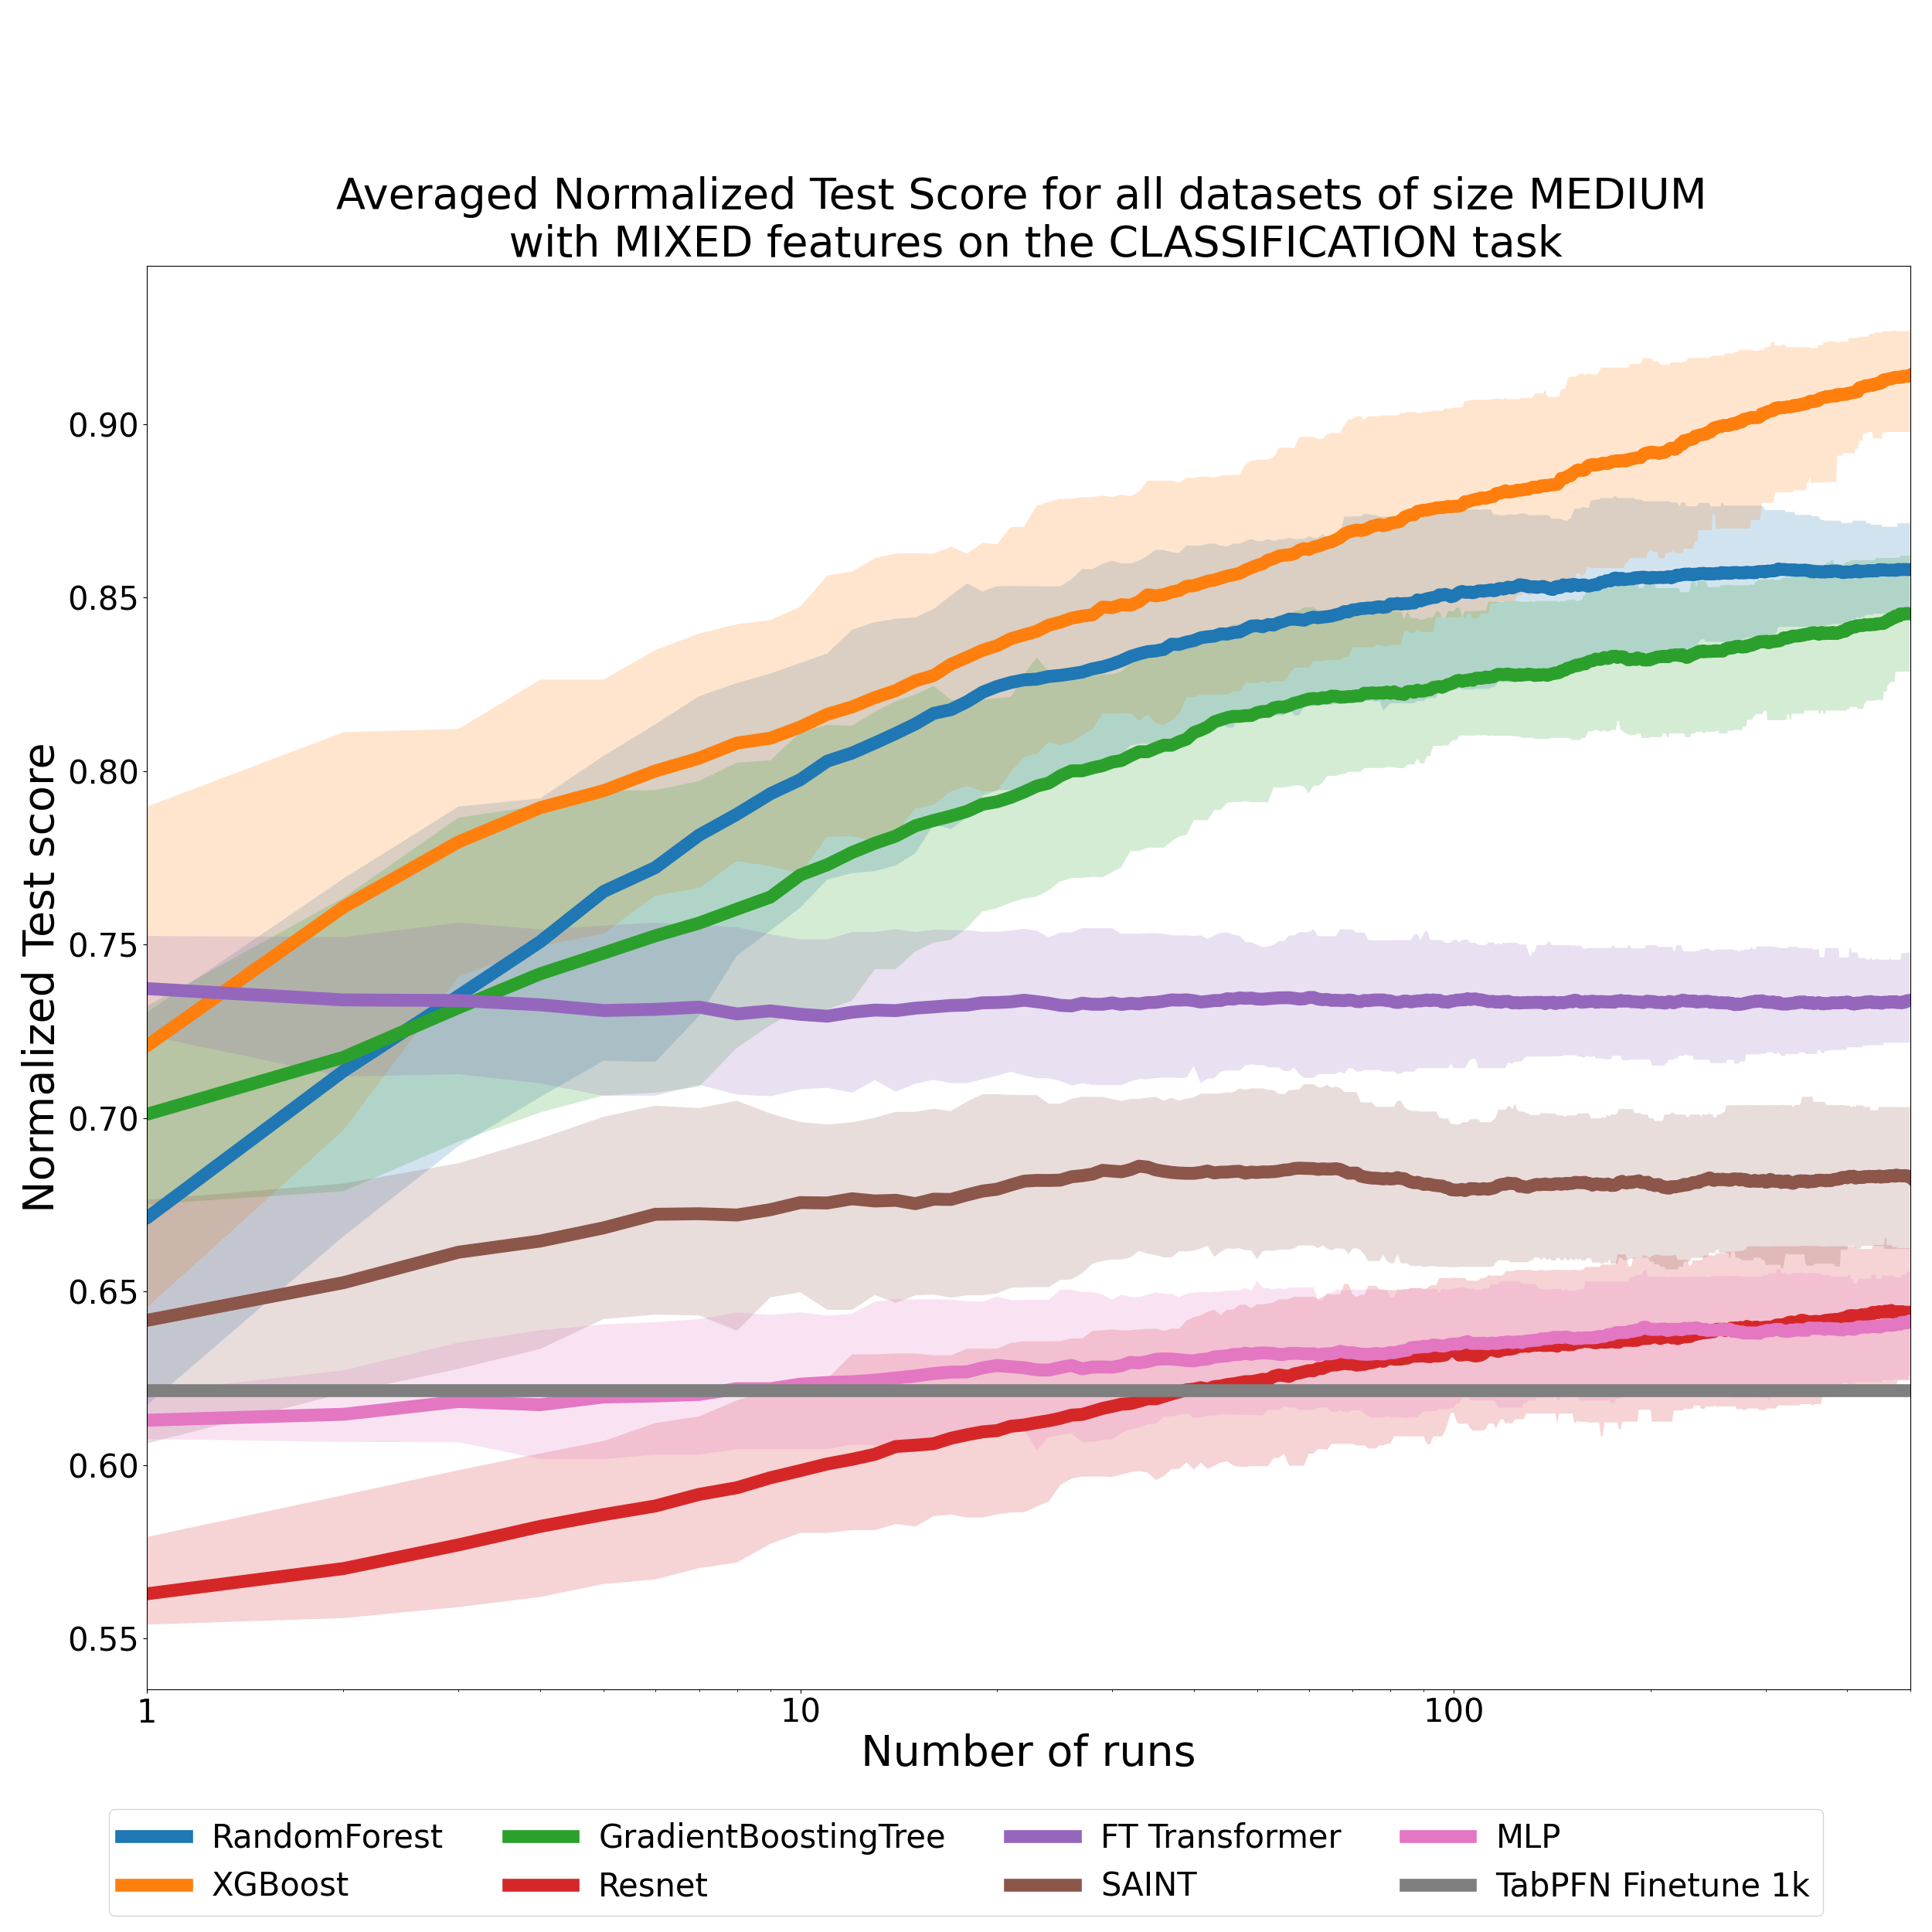 Averaged Normalized Test Score for all datasets of size MEDIUM
with MIXED features on the CLASSIFICATION task
Normalized Test score
0.90
0.85
0.80
0.75
0.70
0.65
0.60
0.55
1
10
100
Number of runs
RandomForest
XGBoost
GradientBoostingTree
Resnet
FT Transformer
SAINT
MLP
TabPFN Finetune 1k